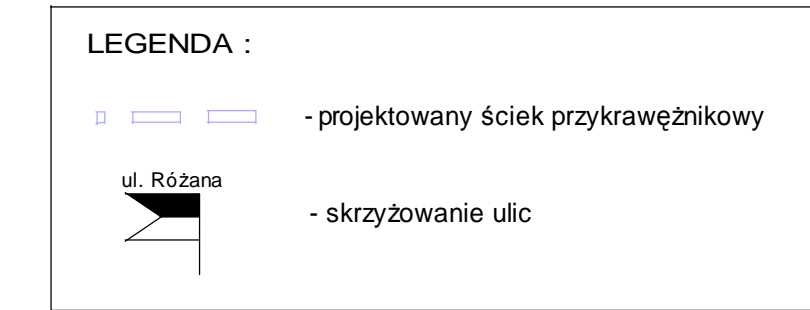 LEGENDA :
- projektowany ściek przykrawężnikowy
ul. Różana
- skrzyżowanie ulic